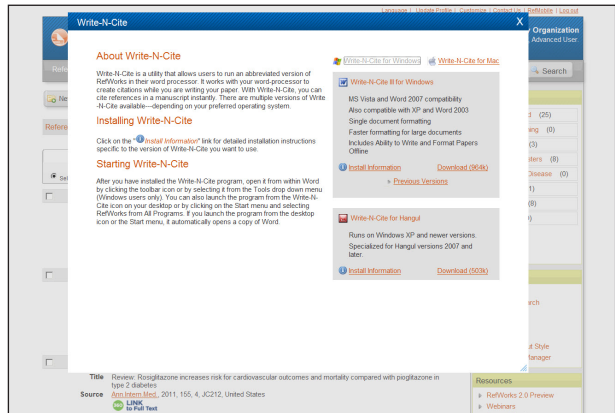 Language | Update Profile | Customize | Contact Us | RefMobile | Log out
Write-N-Cite X
Organization
Advanced User.
Search
Ne
Refere
Sel
About Write-N-Cite
Write-N-Cite is a utility that allows users to run an abbreviated version of
RefWorks in their word processor. It works with your word-processor to
create citations while you are writing your paper. With Write-N-Cite, you can
cite references in a manuscript instantly. There are multiple versions of Write
-N-Cite available—depending on your preferred operating system.
Installing Write-N-Cite
Click on the "Install Information" link for detailed installation instructions
specific to the version of Write-N-Cite you want to use.
Starting Write-N-Cite
After you have installed the Write-N-Cite program, open it from within Word
by clicking the toolbar icon or by selecting it from the Tools drop down menu
(Windows users only). You can also launch the program from the Write-N-
Cite icon on your desktop or by clicking on the Start menu and selecting
RefWorks from All Programs. If you launch the program from the desktop
icon or the Start menu, it automatically opens a copy of Word.
Write-N-Cite for Windows Write-N-Cite for Mac
Write-N-Cite III for Windows
MS Vista and Word 2007 compatibility
Also compatible with XP and Word 2003
Single document formatting
Faster formatting for large documents
Includes Ability to Write and Format Papers
Offline
Install Information Download (964k)
Previous Versions
Write-N-Cite for Hangul
Runs on Windows XP and newer versions.
Specialized for Hangul versions 2007 and
later.
Install Information Download (503k)
(25)
(0)
(3)
(8)
Disease (0)
(8)
Style
Title Review: Rosiglitazone increases risk for cardiovascular outcomes and mortality compared with pioglitazone in
type 2 diabetes
Source Ann.Intern.Med., 2011, 155, 4, JC212, United States
LINK
to Full Text
Resources
RefWorks 2.0 Preview
Webinars